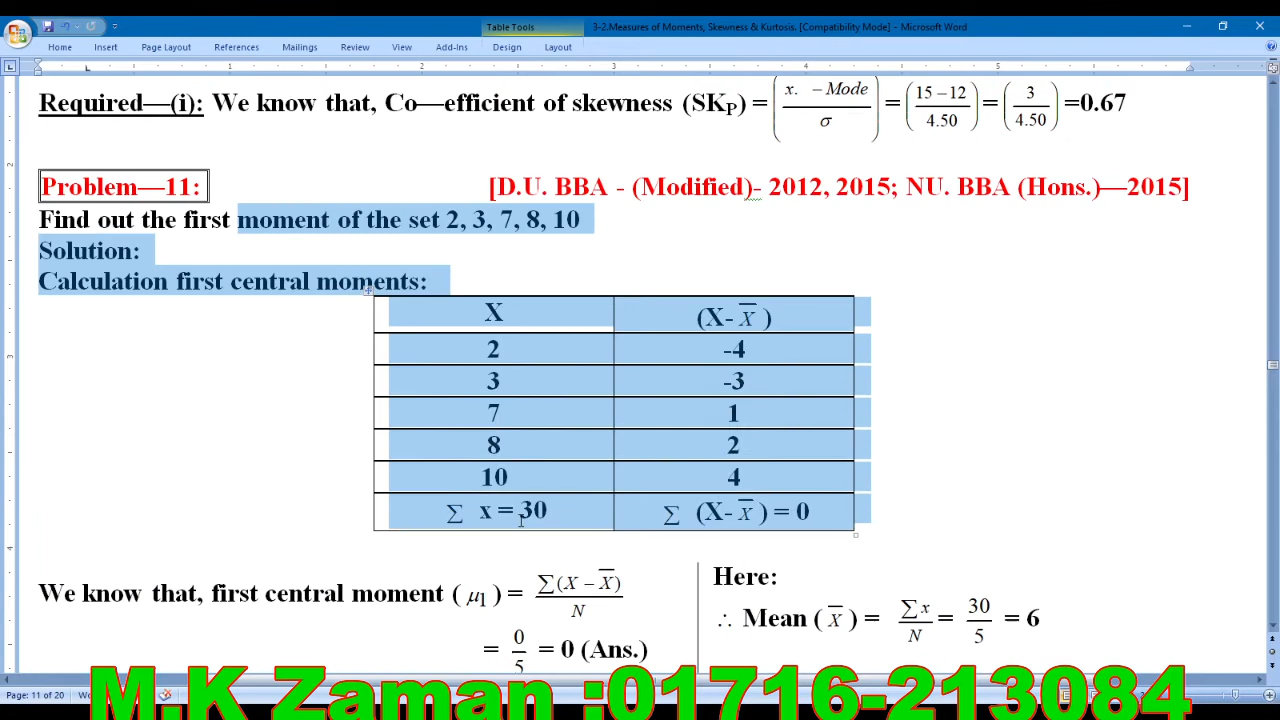 Table Tools
3-2.Measures of Moments, Skewness & Kurtosis. [Compatibility Mode] - Microsoft Word
Home Insert Page Layout References Mailings Review View Add-Ins Design Layout
Required—(i): We know that, Co—efficient of skewness (SKP) = (x. – Mode / σ) = (15 – 12 / 4.50) = (3 / 4.50) =0.67
Problem—11: [D.U. BBA - (Modified)- 2012, 2015; NU. BBA (Hons.)—2015]
Find out the first moment of the set 2, 3, 7, 8, 10
Solution:
Calculation first central moments:
X (X- X̅ )
2 -4
3 -3
7 1
8 2
10 4
∑ x = 30 ∑ (X- X̅ ) = 0
We know that, first central moment ( μ1 ) = ∑(X – X̅) / N
= 0 / 5 = 0 (Ans.)
Here:
∴ Mean ( X̅ ) = ∑x / N = 30 / 5 = 6
M.K Zaman :01716-213084
Page: 11 of 20